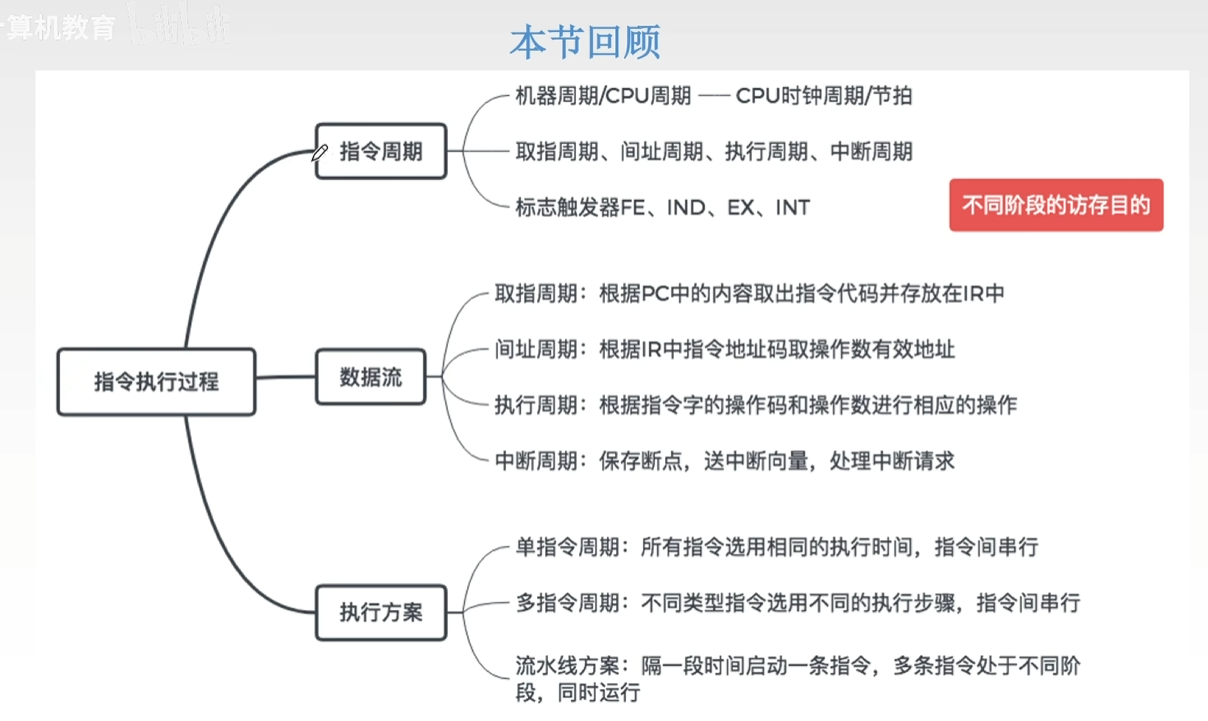 计算机教育 bilibili
本节回顾
指令执行过程
指令周期
机器周期/CPU周期 —— CPU时钟周期/节拍
取指周期、间址周期、执行周期、中断周期
标志触发器FE、IND、EX、INT
不同阶段的访存目的
数据流
取指周期：根据PC中的内容取出指令代码并存放在IR中
间址周期：根据IR中指令地址码取操作数有效地址
执行周期：根据指令字的操作码和操作数进行相应的操作
中断周期：保存断点，送中断向量，处理中断请求
执行方案
单指令周期：所有指令选用相同的执行时间，指令间串行
多指令周期：不同类型指令选用不同的执行步骤，指令间串行
流水线方案：隔一段时间启动一条指令，多条指令处于不同阶
段，同时运行